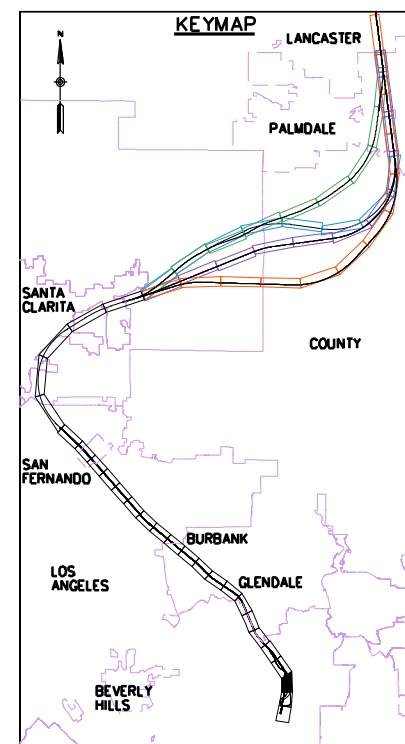 KEYMAP
N
LANCASTER
PALMDALE
SANTA
CLARITA
COUNTY
SAN
FERNANDO
BURBANK
LOS
ANGELES
GLENDALE
BEVERLY
HILLS